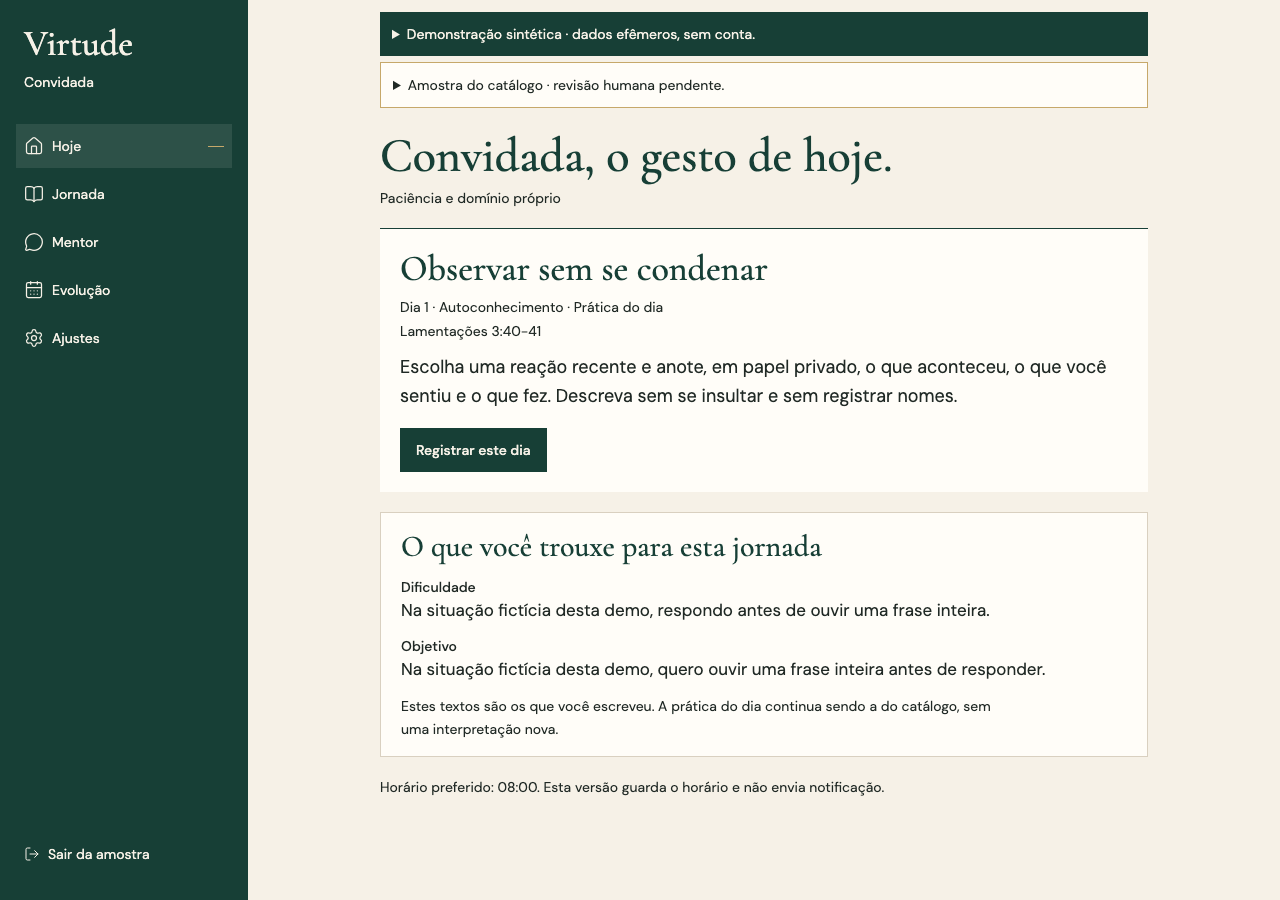 Virtude
Convidada
Hoje
Jornada
Mentor
Evolução
Ajustes
Sair da amostra
Demonstração sintética · dados efêmeros, sem conta.
Amostra do catálogo · revisão humana pendente.
Convidada, o gesto de hoje.
Paciência e domínio próprio
Observar sem se condenar
Dia 1 · Autoconhecimento · Prática do dia
Lamentações 3:40–41
Escolha uma reação recente e anote, em papel privado, o que aconteceu, o que você
sentiu e o que fez. Descreva sem se insultar e sem registrar nomes.
Registrar este dia
O que você trouxe para esta jornada
Dificuldade
Na situação fictícia desta demo, respondo antes de ouvir uma frase inteira.
Objetivo
Na situação fictícia desta demo, quero ouvir uma frase inteira antes de responder.
Estes textos são os que você escreveu. A prática do dia continua sendo a do catálogo, sem
uma interpretação nova.
Horário preferido: 08:00. Esta versão guarda o horário e não envia notificação.